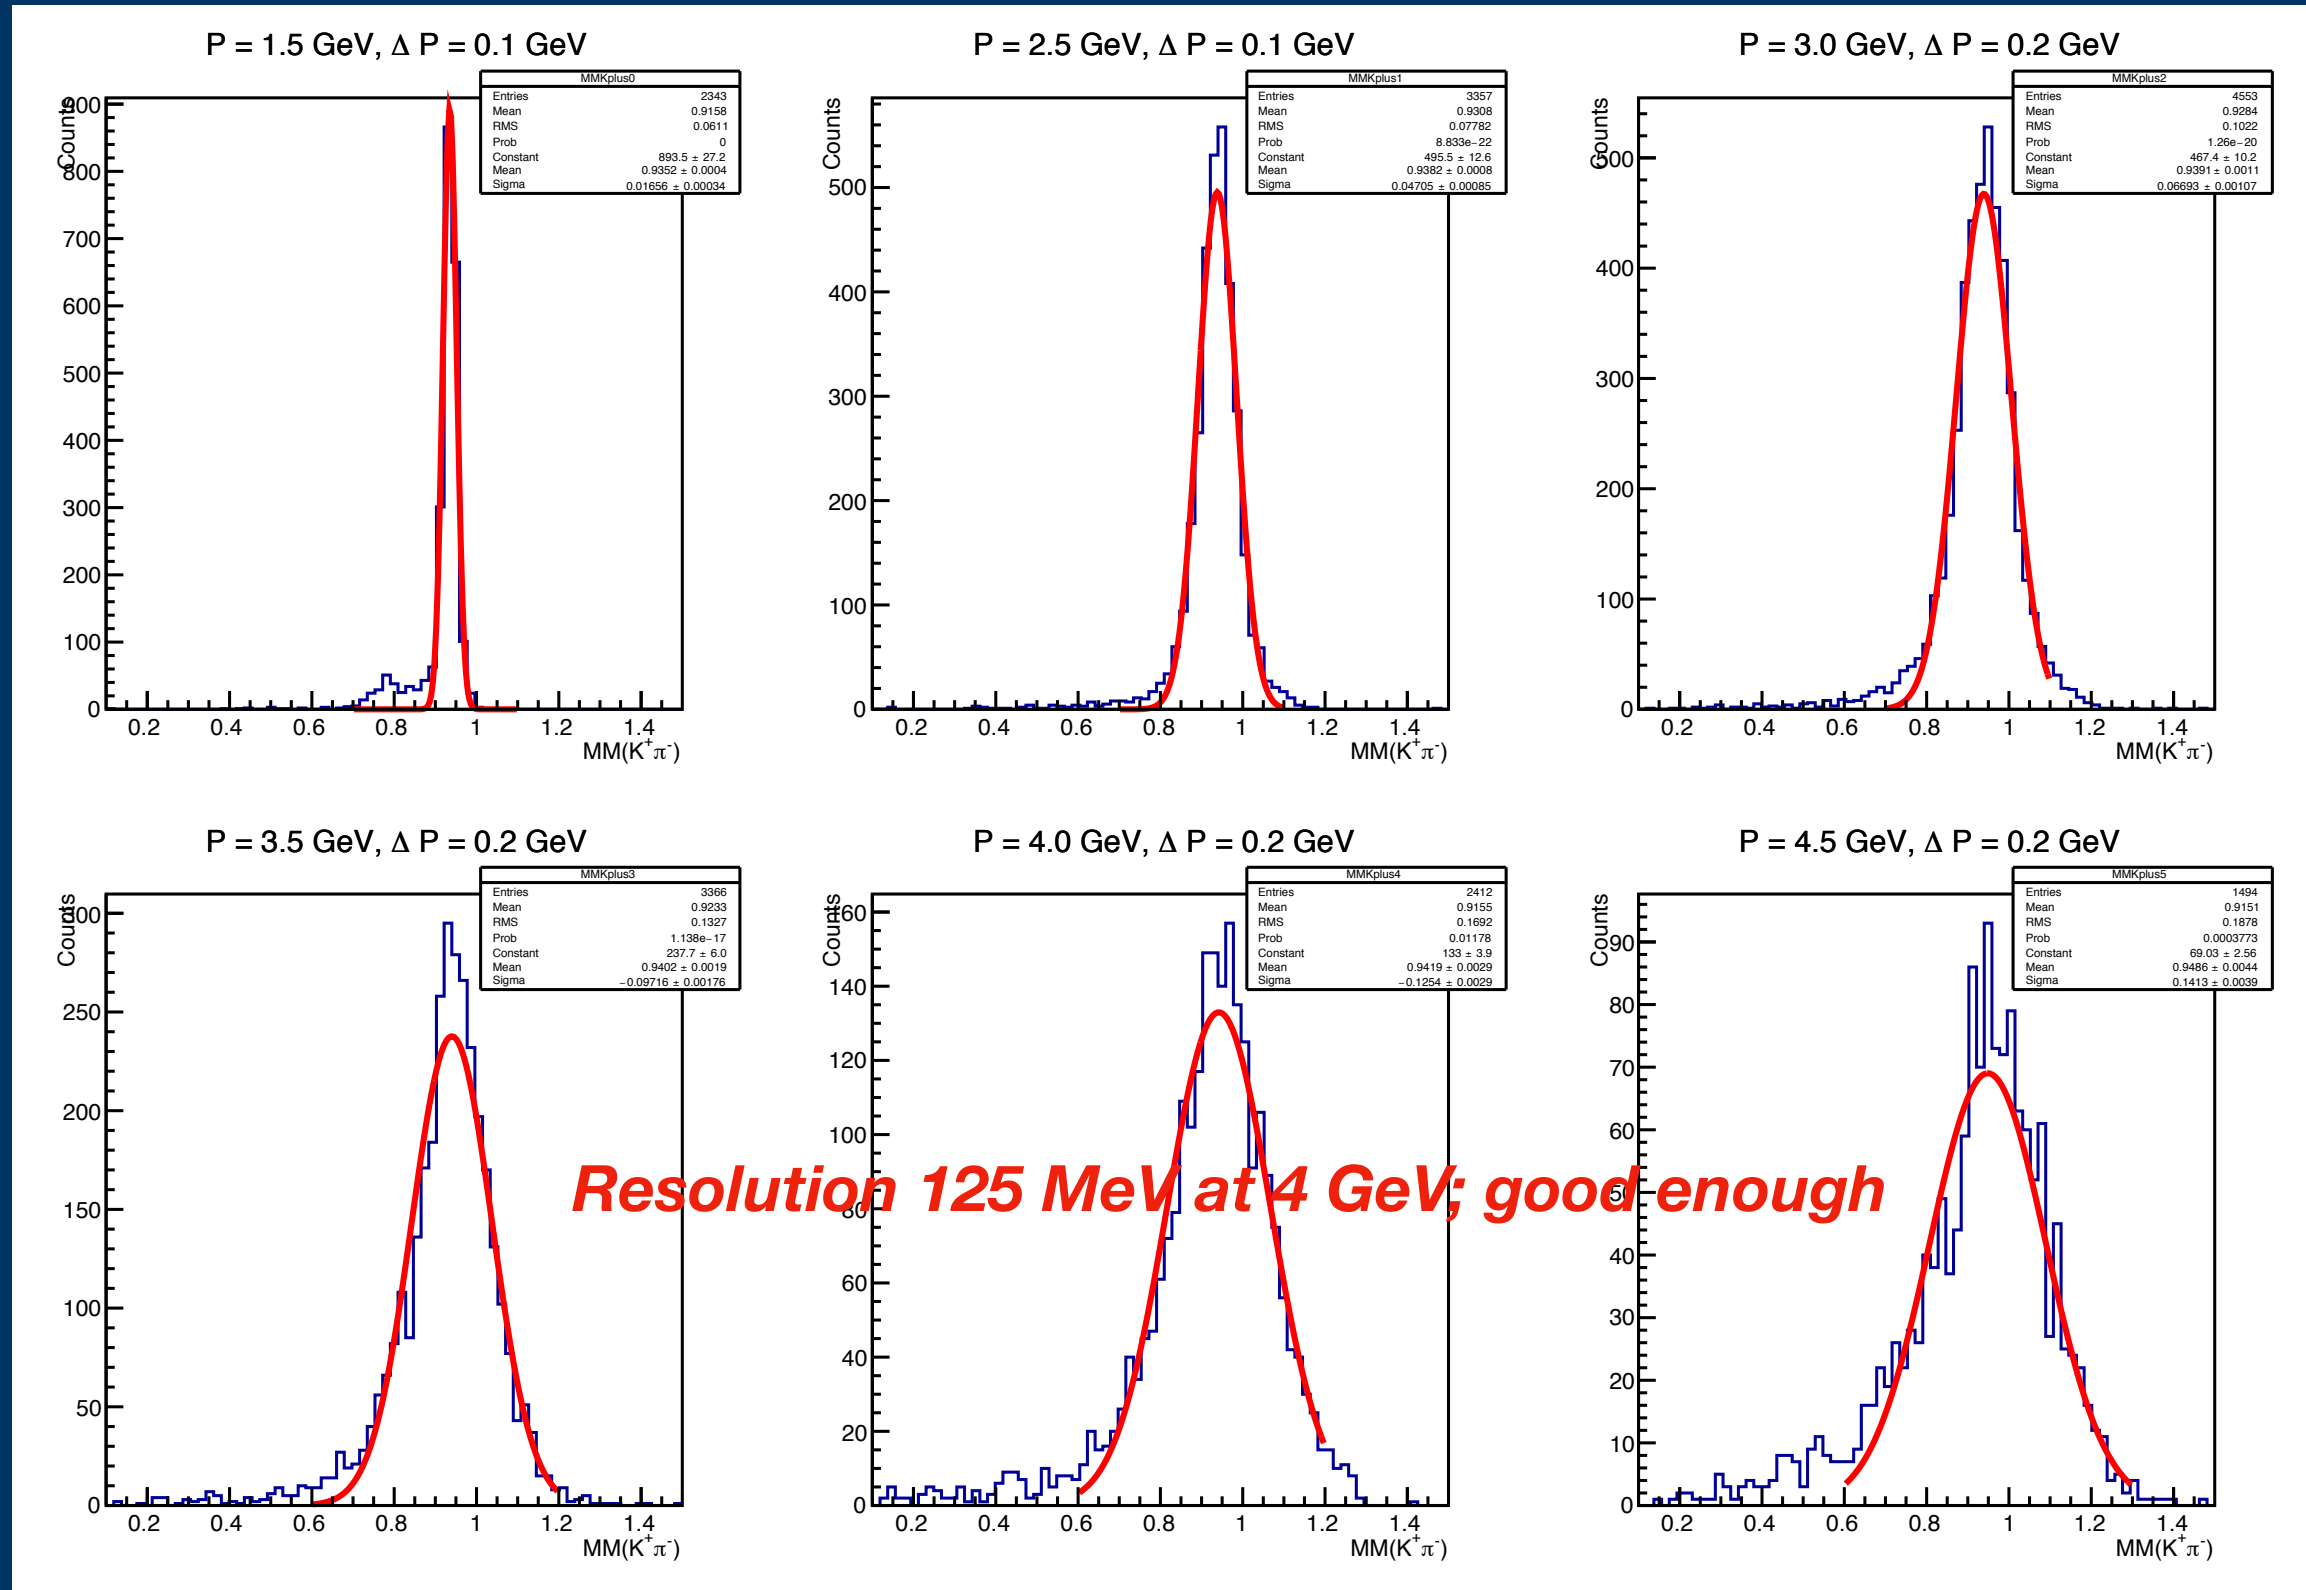 P = 1.5 GeV, Δ P = 0.1 GeV
MMKplus0
Entries 2343
Mean 0.9158
RMS 0.0611
Prob 0
Constant 893.5 ± 27.2
Mean 0.9352 ± 0.0004
Sigma 0.01656 ± 0.00034
Counts
900
800
700
600
500
400
300
200
100
0
0.2 0.4 0.6 0.8 1 1.2 1.4
MM(K⁺π⁻)
P = 2.5 GeV, Δ P = 0.1 GeV
MMKplus1
Entries 3357
Mean 0.9308
RMS 0.07782
Prob 8.833e−22
Constant 495.5 ± 12.6
Mean 0.9382 ± 0.0008
Sigma 0.04705 ± 0.00085
Counts
500
400
300
200
100
0
0.2 0.4 0.6 0.8 1 1.2 1.4
MM(K⁺π⁻)
P = 3.0 GeV, Δ P = 0.2 GeV
MMKplus2
Entries 4553
Mean 0.9284
RMS 0.1022
Prob 1.26e−20
Constant 467.4 ± 10.2
Mean 0.9391 ± 0.0011
Sigma 0.06693 ± 0.00107
Counts
500
400
300
200
100
0
0.2 0.4 0.6 0.8 1 1.2 1.4
MM(K⁺π⁻)
P = 3.5 GeV, Δ P = 0.2 GeV
MMKplus3
Entries 3366
Mean 0.9233
RMS 0.1327
Prob 1.138e−17
Constant 237.7 ± 6.0
Mean 0.9402 ± 0.0019
Sigma −0.09716 ± 0.00176
Counts
300
250
200
150
100
50
0
0.2 0.4 0.6 0.8 1 1.2 1.4
MM(K⁺π⁻)
P = 4.0 GeV, Δ P = 0.2 GeV
MMKplus4
Entries 2412
Mean 0.9155
RMS 0.1692
Prob 0.01178
Constant 133 ± 3.9
Mean 0.9419 ± 0.0029
Sigma −0.1254 ± 0.0029
Counts
160
140
120
100
80
60
40
20
0
0.2 0.4 0.6 0.8 1 1.2 1.4
MM(K⁺π⁻)
P = 4.5 GeV, Δ P = 0.2 GeV
MMKplus5
Entries 1494
Mean 0.9151
RMS 0.1878
Prob 0.0003773
Constant 69.03 ± 2.56
Mean 0.9486 ± 0.0044
Sigma 0.1413 ± 0.0039
Counts
90
80
70
60
50
40
30
20
10
0
0.2 0.4 0.6 0.8 1 1.2 1.4
MM(K⁺π⁻)
Resolution 125 MeV at 4 GeV; good enough